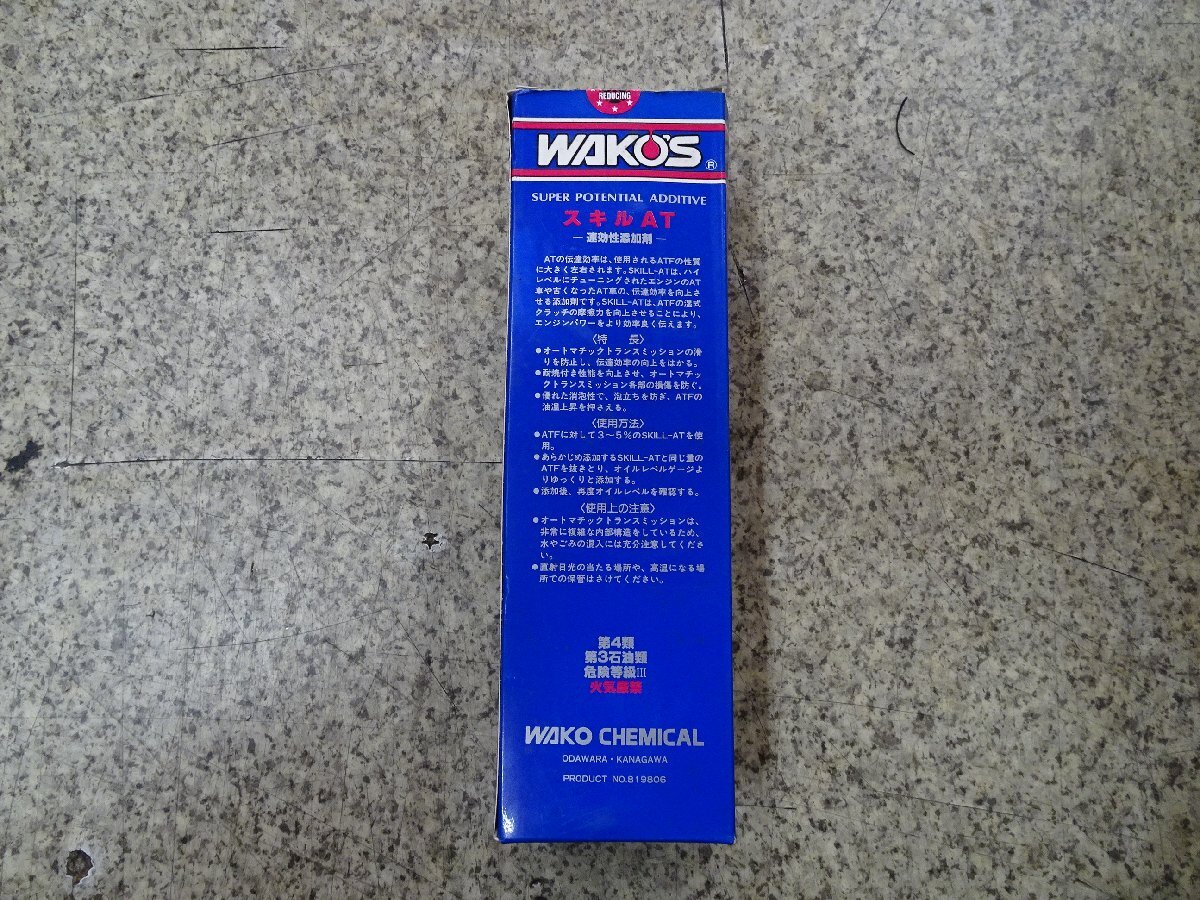 REDUCING
WAKO'S ®
SUPER POTENTIAL ADDITIVE
スキルAT
—速効性添加剤—
ATの伝達効率は、使用されるATFの性質
に大きく左右されます。SKILL-ATは、ハイ
レベルにチューニングされたエンジンのAT
車や古くなったAT車の、伝達効率を向上さ
せる添加剤です。SKILL-ATは、ATFの湿式
クラッチの摩擦力を向上させることにより、
エンジンパワーをより効率良く伝えます。
〈特 長〉
●オートマチックトランスミッションの滑
りを防止し、伝達効率の向上をはかる。
●耐焼付き性能を向上させ、オートマチッ
クトランスミッション各部の損傷を防ぐ。
●優れた消泡性で、泡立ちを防ぎ、ATFの
油温上昇を押さえる。
〈使用方法〉
●ATFに対して3〜5%のSKILL-ATを使
用。
●あらかじめ添加するSKILL-ATと同じ量の
ATFを抜きとり、オイルレベルゲージよ
りゆっくりと添加する。
●添加後、再度オイルレベルを確認する。
〈使用上の注意〉
●オートマチックトランスミッションは、
非常に複雑な内部構造をしているため、
水やごみの混入には充分注意してくださ
い。
●直射日光の当たる場所や、高温になる場
所での保管はさけてください。
第4類
第3石油類
危険等級III
火気厳禁
WAKO CHEMICAL
ODAWARA・KANAGAWA
PRODUCT NO.819806